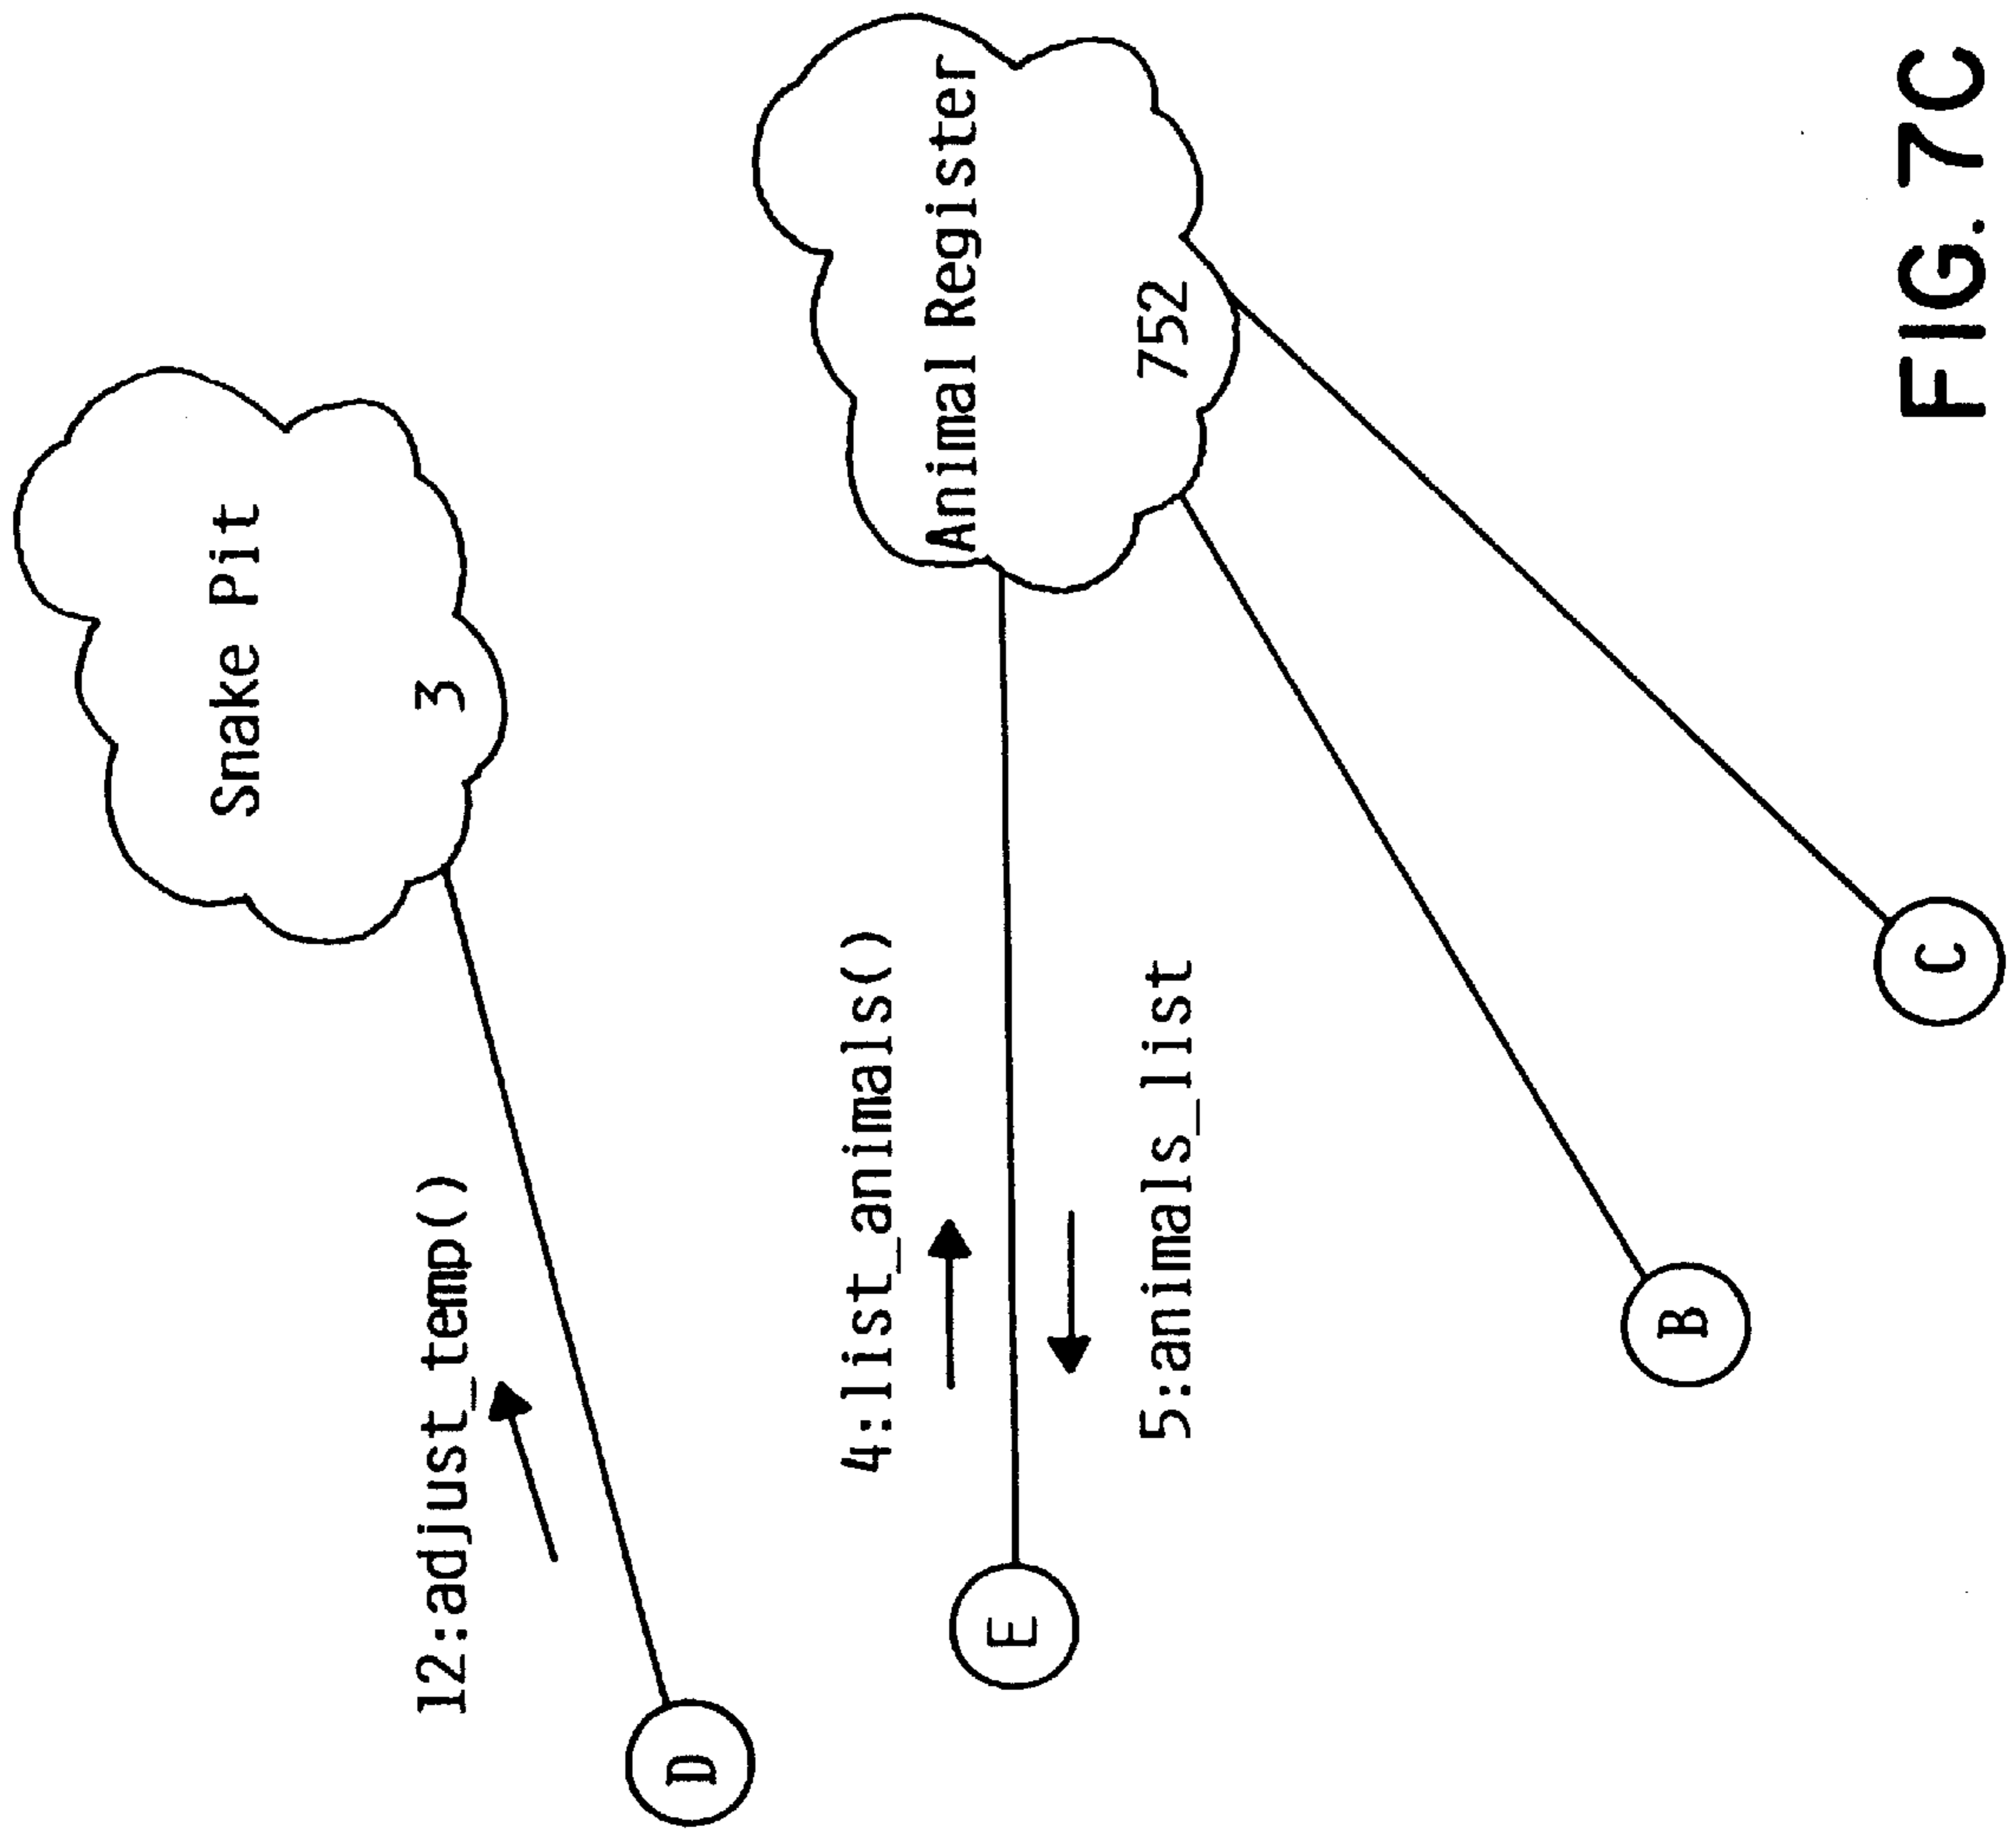 Snake Pit
3
12:adjust_temp()
D
Animal Register
752
4:list_animals()
5:animals_list
E
B
C
FIG. 7C